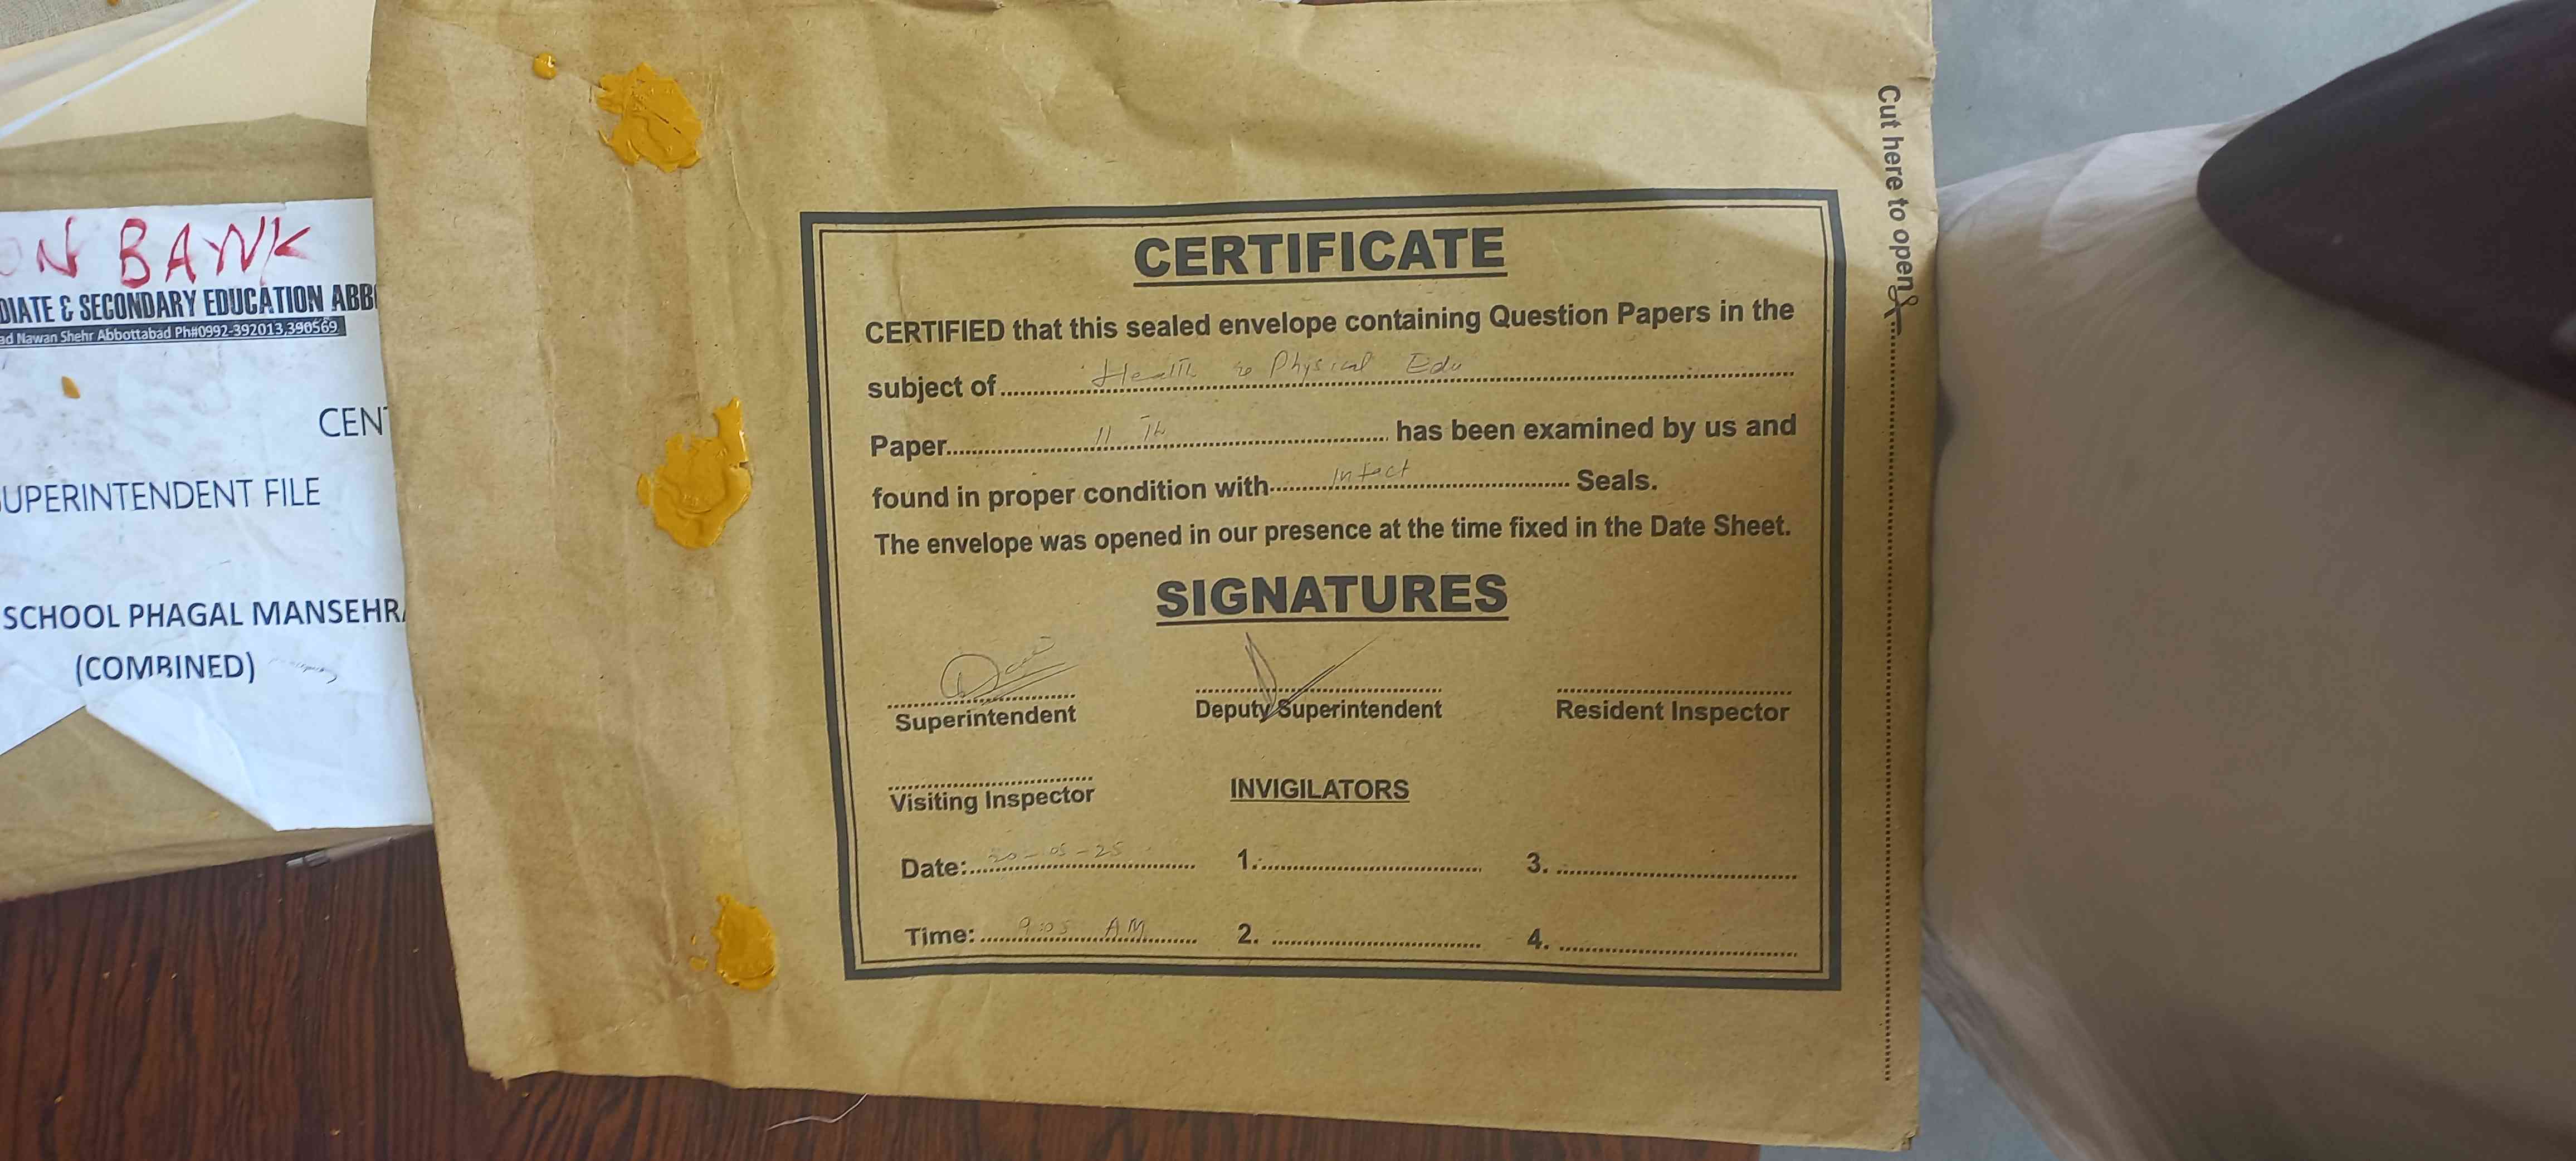 ON BANK
DIATE & SECONDARY EDUCATION ABB
ad Nawan Shehr Abbottabad Ph#0992-392013,390569
CENT
SUPERINTENDENT FILE
SCHOOL PHAGAL MANSEHRA
(COMBINED)
CERTIFICATE
CERTIFIED that this sealed envelope containing Question Papers in the
subject of Health & Physical Edu
Paper 11 Th has been examined by us and
found in proper condition with Intect Seals.
The envelope was opened in our presence at the time fixed in the Date Sheet.
SIGNATURES
Superintendent Deputy Superintendent Resident Inspector
Visiting Inspector INVIGILATORS
Date: 20-05-25 1. 3.
Time: 9:05 AM 2. 4.
Cut here to open